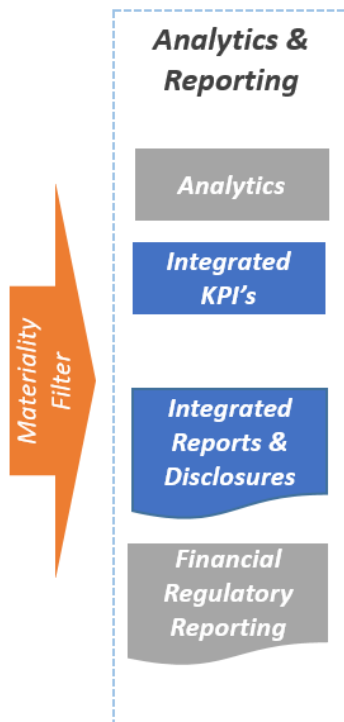 Analytics &
Reporting
Analytics
Integrated
KPI's
Materiality
Filter
Integrated
Reports &
Disclosures
Financial
Regulatory
Reporting